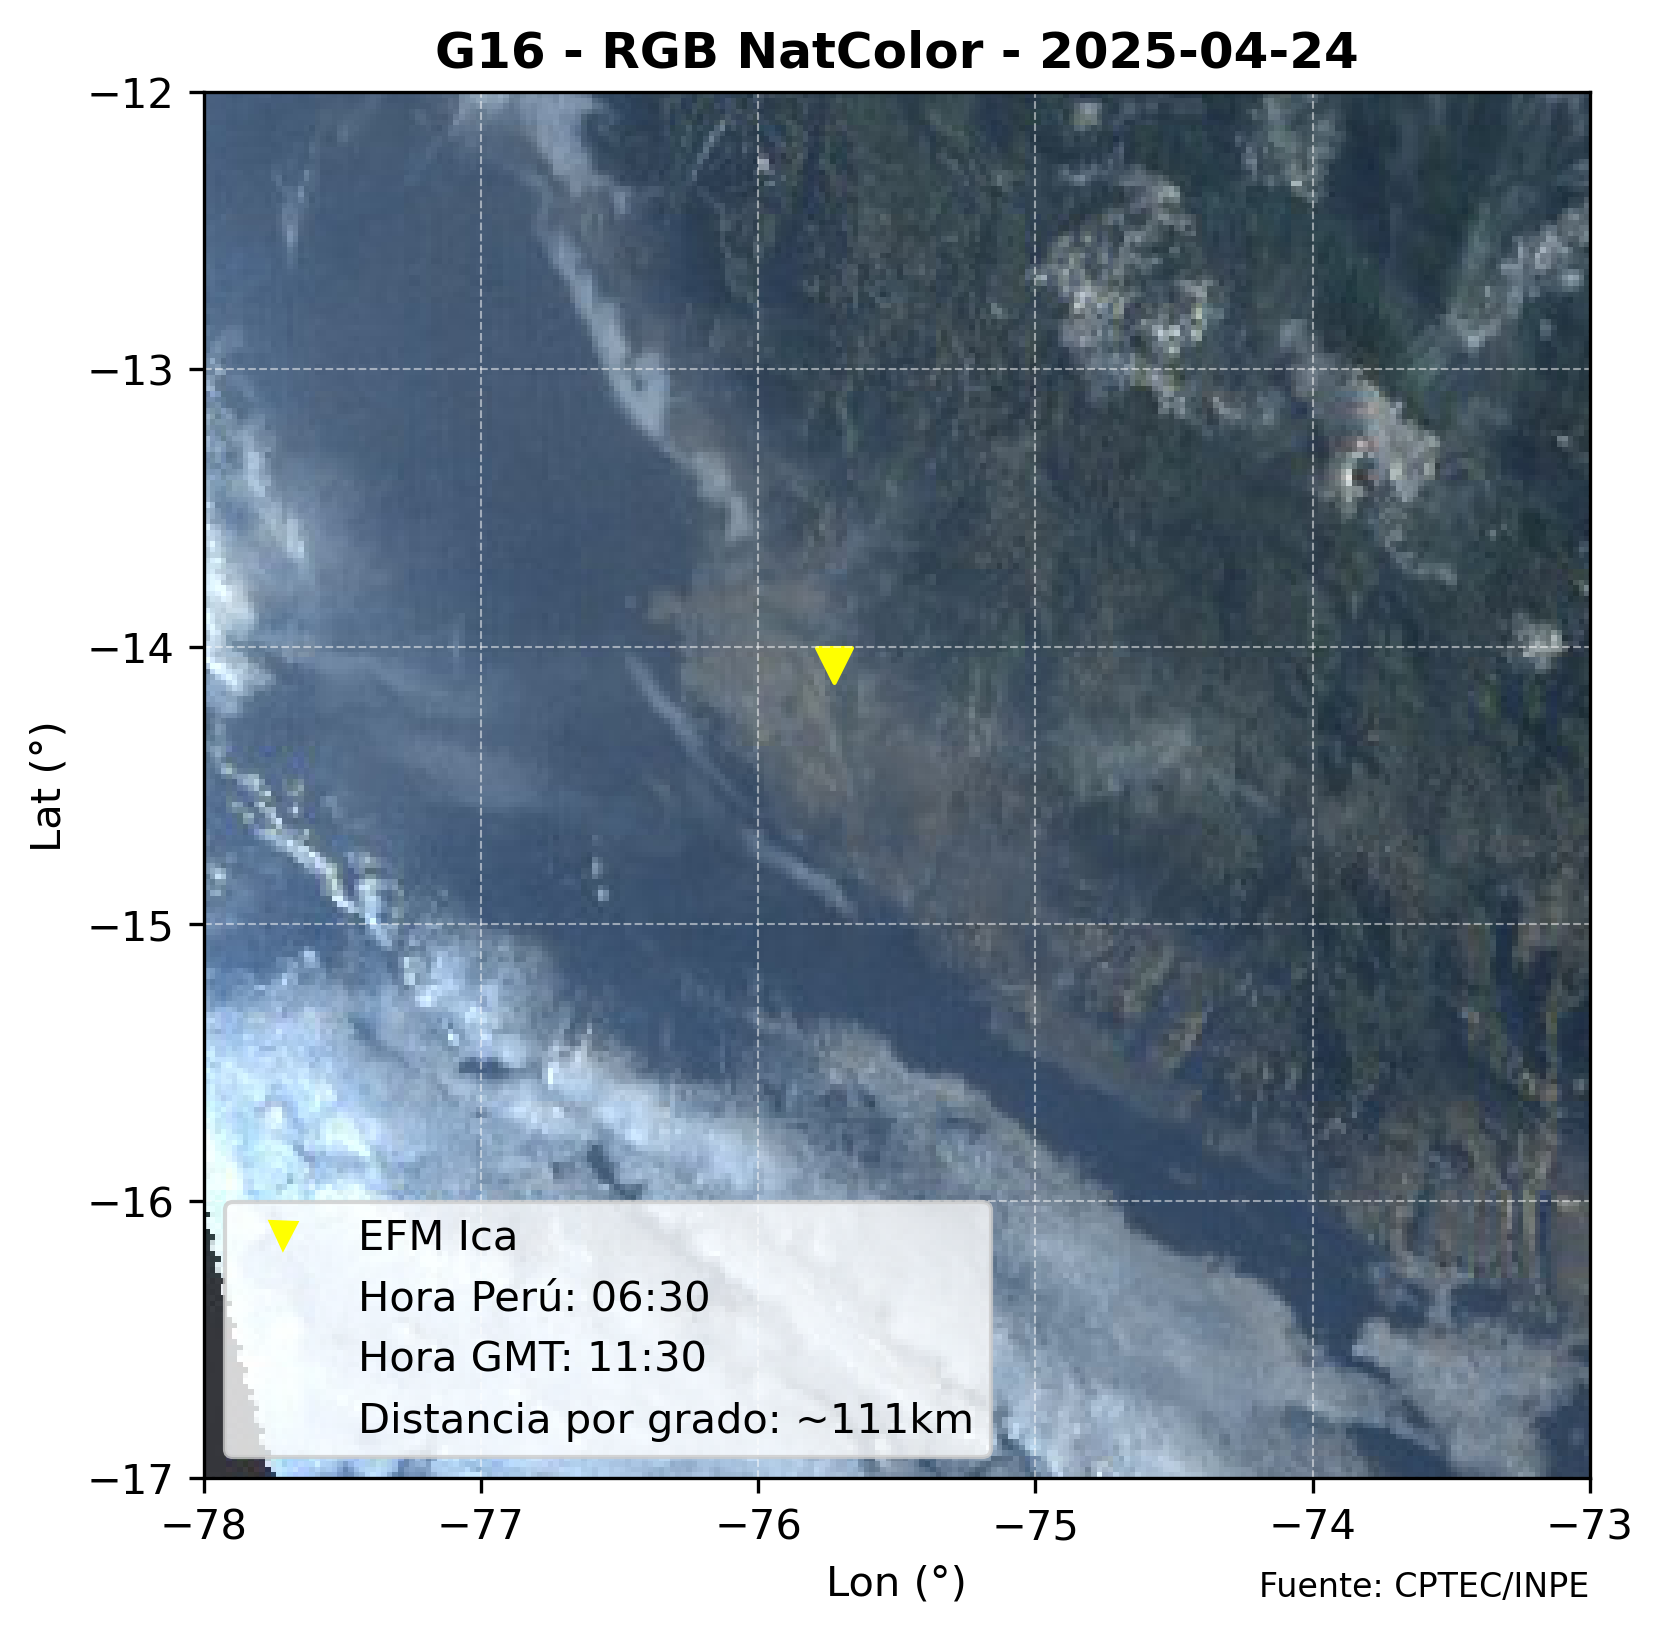 G16 - RGB NatColor - 2025-04-24
−12
−13
−14
−15
−16
−17
Lat (°)
EFM Ica
Hora Perú: 06:30
Hora GMT: 11:30
Distancia por grado: ~111km
−78 −77 −76 −75 −74 −73
Lon (°)
Fuente: CPTEC/INPE